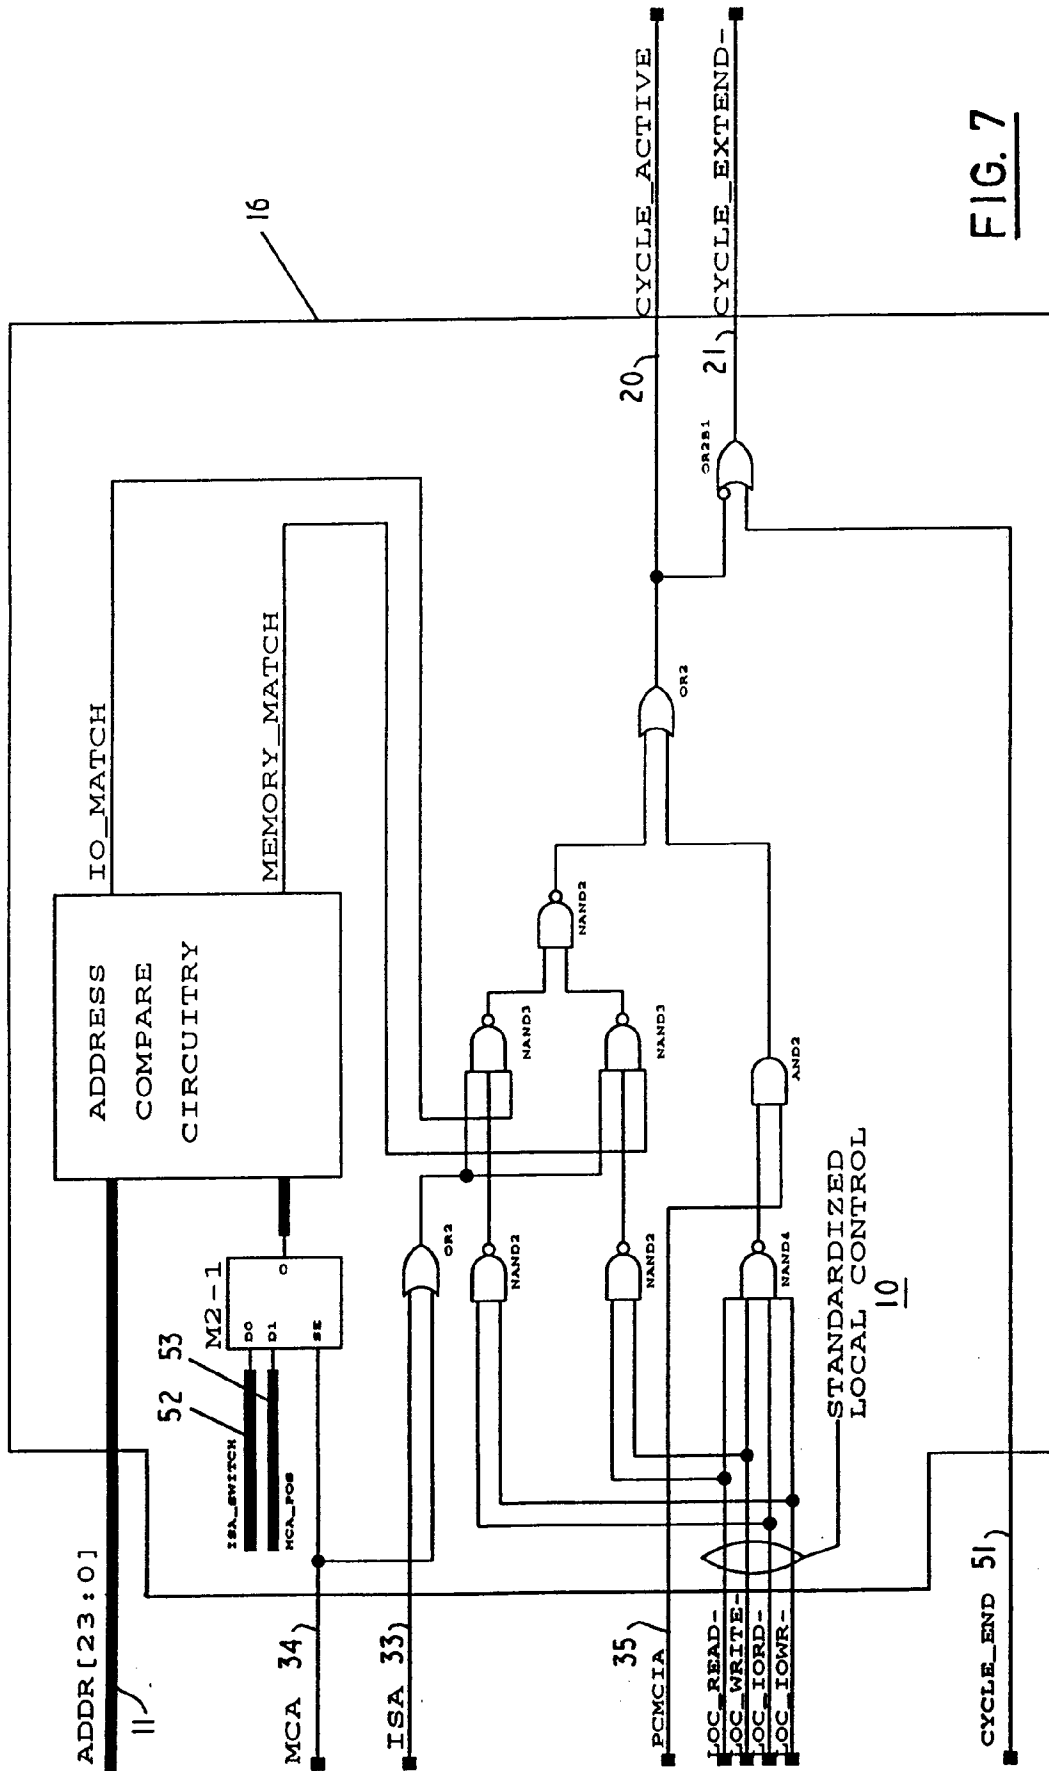 ADDR[23:0]
11
MCA 34
ISA 33
35
PCMCIA
LOC_READ-
LOC_WRITE-
LOC_IORD-
LOC_IOWR-
CYCLE_END 51
ISA_SWITCH
52
MCA_POS
53
M2-1
D0
D1
SE
O
ADDRESS
COMPARE
CIRCUITRY
IO_MATCH
MEMORY_MATCH
16
OR2
NAND2
NAND2
NAND4
NAND3
NAND3
NAND2
AND2
OR2
OR2B1
STANDARDIZED
LOCAL CONTROL
10
20
CYCLE_ACTIVE
21
CYCLE_EXTEND-
FIG. 7